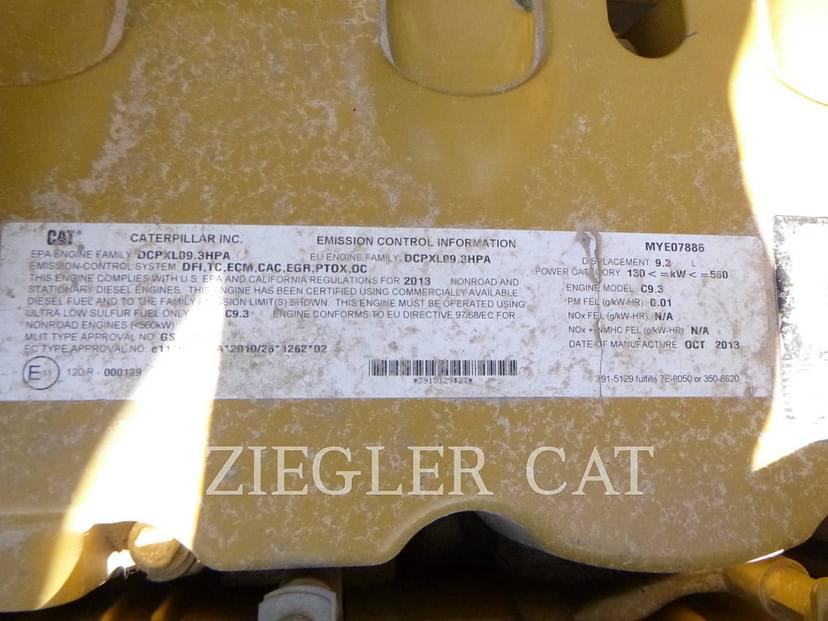 CAT CATERPILLAR INC. EMISSION CONTROL INFORMATION MYE07886
EPA ENGINE FAMILY DCPXL09.3HPA EU ENGINE FAMILY DCPXL09.3HPA DISPLACEMENT 9.3 L
EMISSION-CONTROL SYSTEM DFI,TC,ECM,CAC,EGR,PTOX,OC POWER CATEGORY 130<=kW<=560
THIS ENGINE COMPLIES WITH U.S. EPA AND CALIFORNIA REGULATIONS FOR 2013 NONROAD AND
STATIONARY DIESEL ENGINES. THIS ENGINE HAS BEEN CERTIFIED USING COMMERCIALLY AVAILABLE
ENGINE MODEL C9.3
DIESEL FUEL AND TO THE FAMILY EMISSION LIMIT(S) SHOWN. THIS ENGINE MUST BE OPERATED USING
PM FEL (g/kW-HR) 0.01
ULTRA LOW SULFUR FUEL ONLY C9.3 ENGINE CONFORMS TO EU DIRECTIVE 97/68/EC FOR
NOx FEL (g/kW-HR) N/A
NONROAD ENGINES (<560kW)
NOx + NMHC FEL (g/kW-HR) N/A
MLIT TYPE APPROVAL NO
DATE OF MANUFACTURE OCT 2013
EC TYPE APPROVAL NO
E 11 120 R - 000139
*3915129#23*
391-5129 fulfills 7E-8050 or 350-8620
ZIEGLER CAT